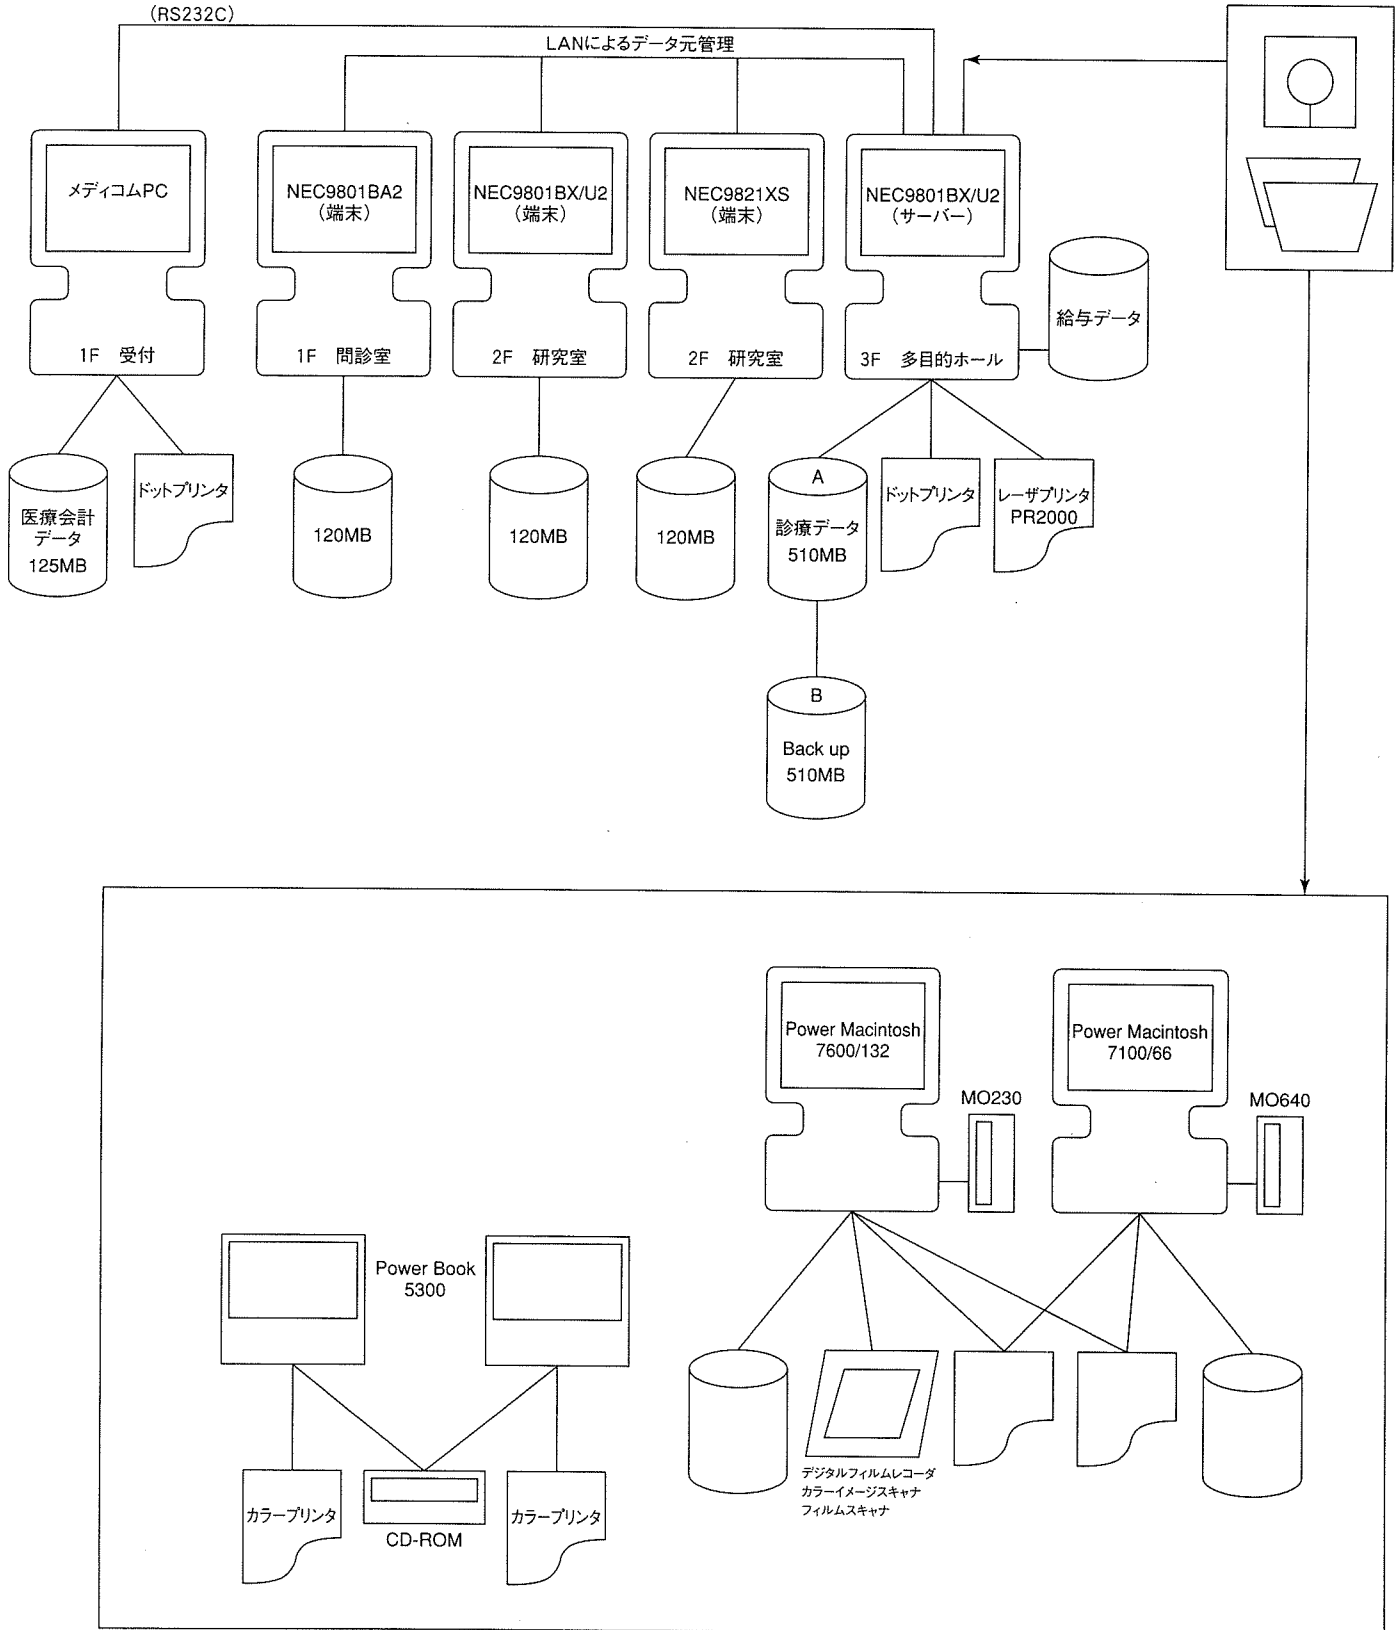 (RS232C)
LANによるデータ元管理
メディコムPC
1F 受付
NEC9801BA2
(端末)
1F 問診室
NEC9801BX/U2
(端末)
2F 研究室
NEC9821XS
(端末)
2F 研究室
NEC9801BX/U2
(サーバー)
3F 多目的ホール
給与データ
医療会計
データ
125MB
ドットプリンタ
120MB
120MB
120MB
A
診療データ
510MB
ドットプリンタ
レーザプリンタ
PR2000
B
Back up
510MB
Power Macintosh
7600/132
MO230
Power Macintosh
7100/66
MO640
Power Book
5300
カラープリンタ
CD-ROM
カラープリンタ
デジタルフィルムレコーダ
カラーイメージスキャナ
フィルムスキャナ